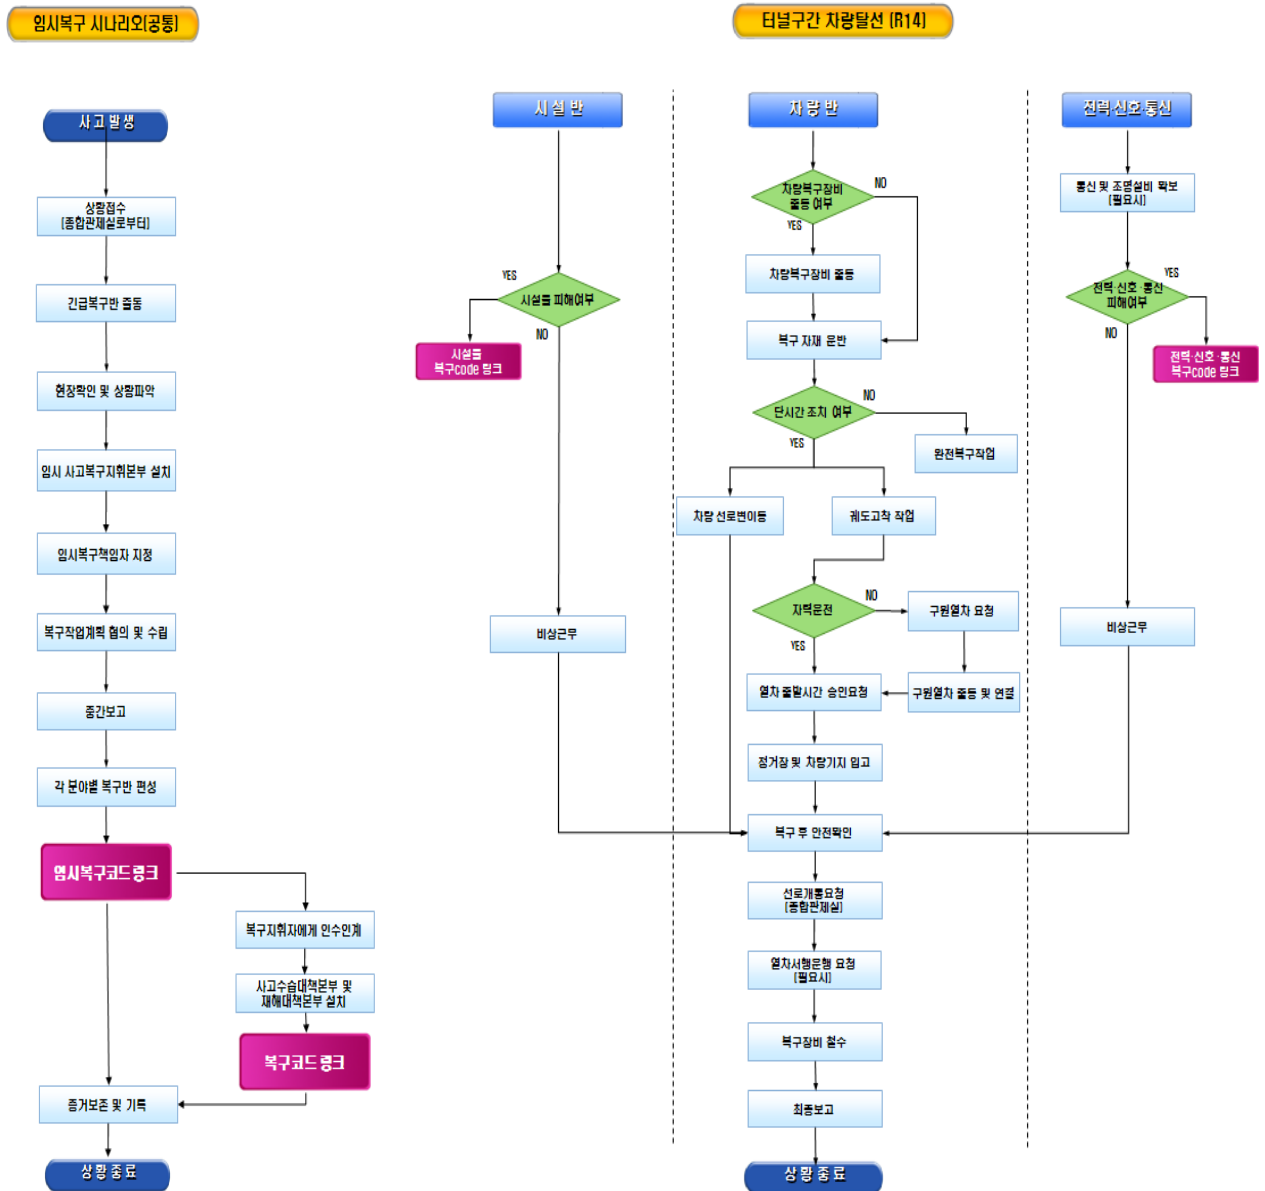 임시복구 시나리오(공통)
사고발생
상황접수
[종합관제실로부터]
긴급복구반 출동
현장확인 및 상황파악
임시 사고복구지휘본부 설치
임시복구책임자 지정
복구작업계획 협의 및 수립
중간보고
각 분야별 복구반 편성
임시복구코드링크
복구지휘자에게 인수인계
사고수습대책본부 및
재해대책본부 설치
복구코드링크
증거보존 및 기록
상황종료
터널구간 차량탈선 (R14)
시설반
YES
시설물 피해여부
NO
시설물
복구code 링크
비상근무
차량반
차량복구장비
출동 여부
NO
YES
차량복구장비 출동
복구 자재 운반
단시간 조치 여부
NO
YES
완전복구작업
차량 선로변이동
궤도고착 작업
자력운전
NO
YES
구원열차 요청
구원열차 출동 및 연결
열차 출발시간 승인요청
정거장 및 차량기지 입고
복구 후 안전확인
선로개통요청
[종합관제실]
열차서행운행 요청
[필요시]
복구장비 철수
최종보고
상황종료
전력·신호·통신
통신 및 조명설비 확보
[필요시]
YES
전력·신호·통신
피해여부
NO
전력·신호·통신
복구code 링크
비상근무